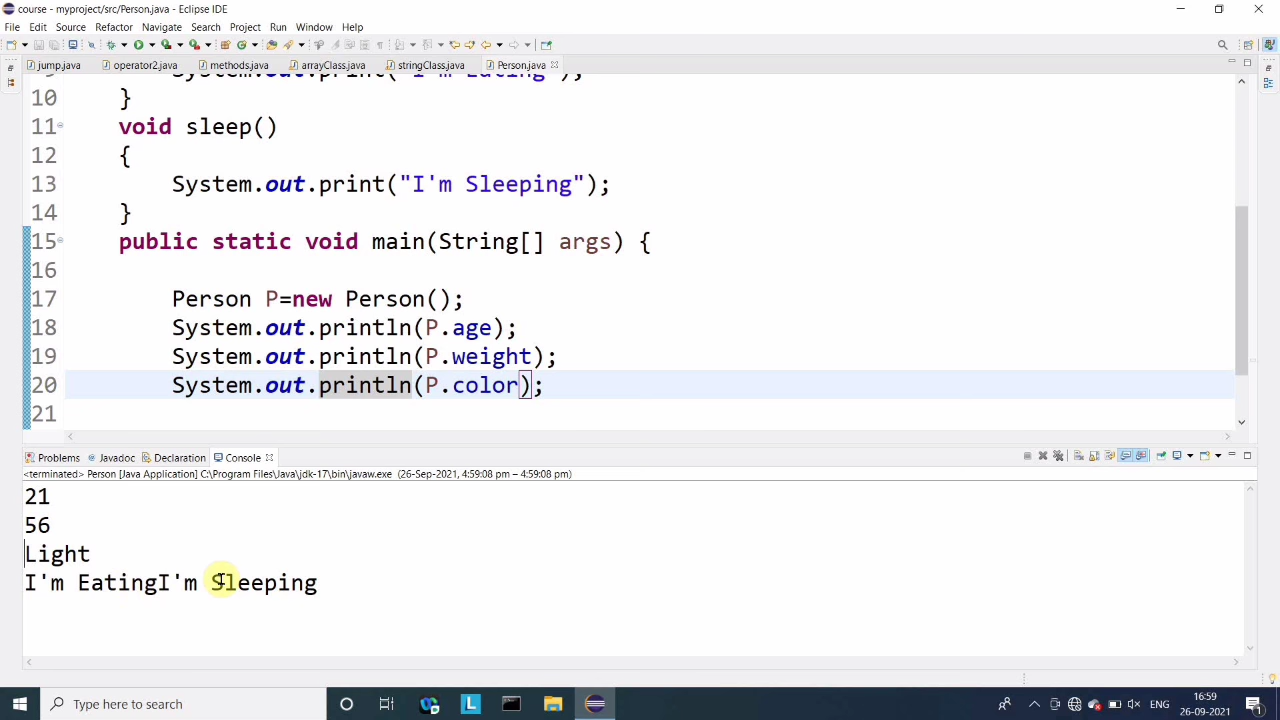 course - myproject/src/Person.java - Eclipse IDE
File Edit Source Refactor Navigate Search Project Run Window Help
jump.java operator2.java methods.java arrayClass.java stringClass.java Person.java
System.out.print("I'm Eating");
10 }
11 void sleep()
12 {
13 System.out.print("I'm Sleeping");
14 }
15 public static void main(String[] args) {
16
17 Person P=new Person();
18 System.out.println(P.age);
19 System.out.println(P.weight);
20 System.out.println(P.color);
21
Problems Javadoc Declaration Console
<terminated> Person [Java Application] C:\Program Files\Java\jdk-17\bin\javaw.exe (26-Sep-2021, 4:59:08 pm – 4:59:08 pm)
21
56
Light
I'm EatingI'm Sleeping
Type here to search
L
ENG
16:59
26-09-2021
1